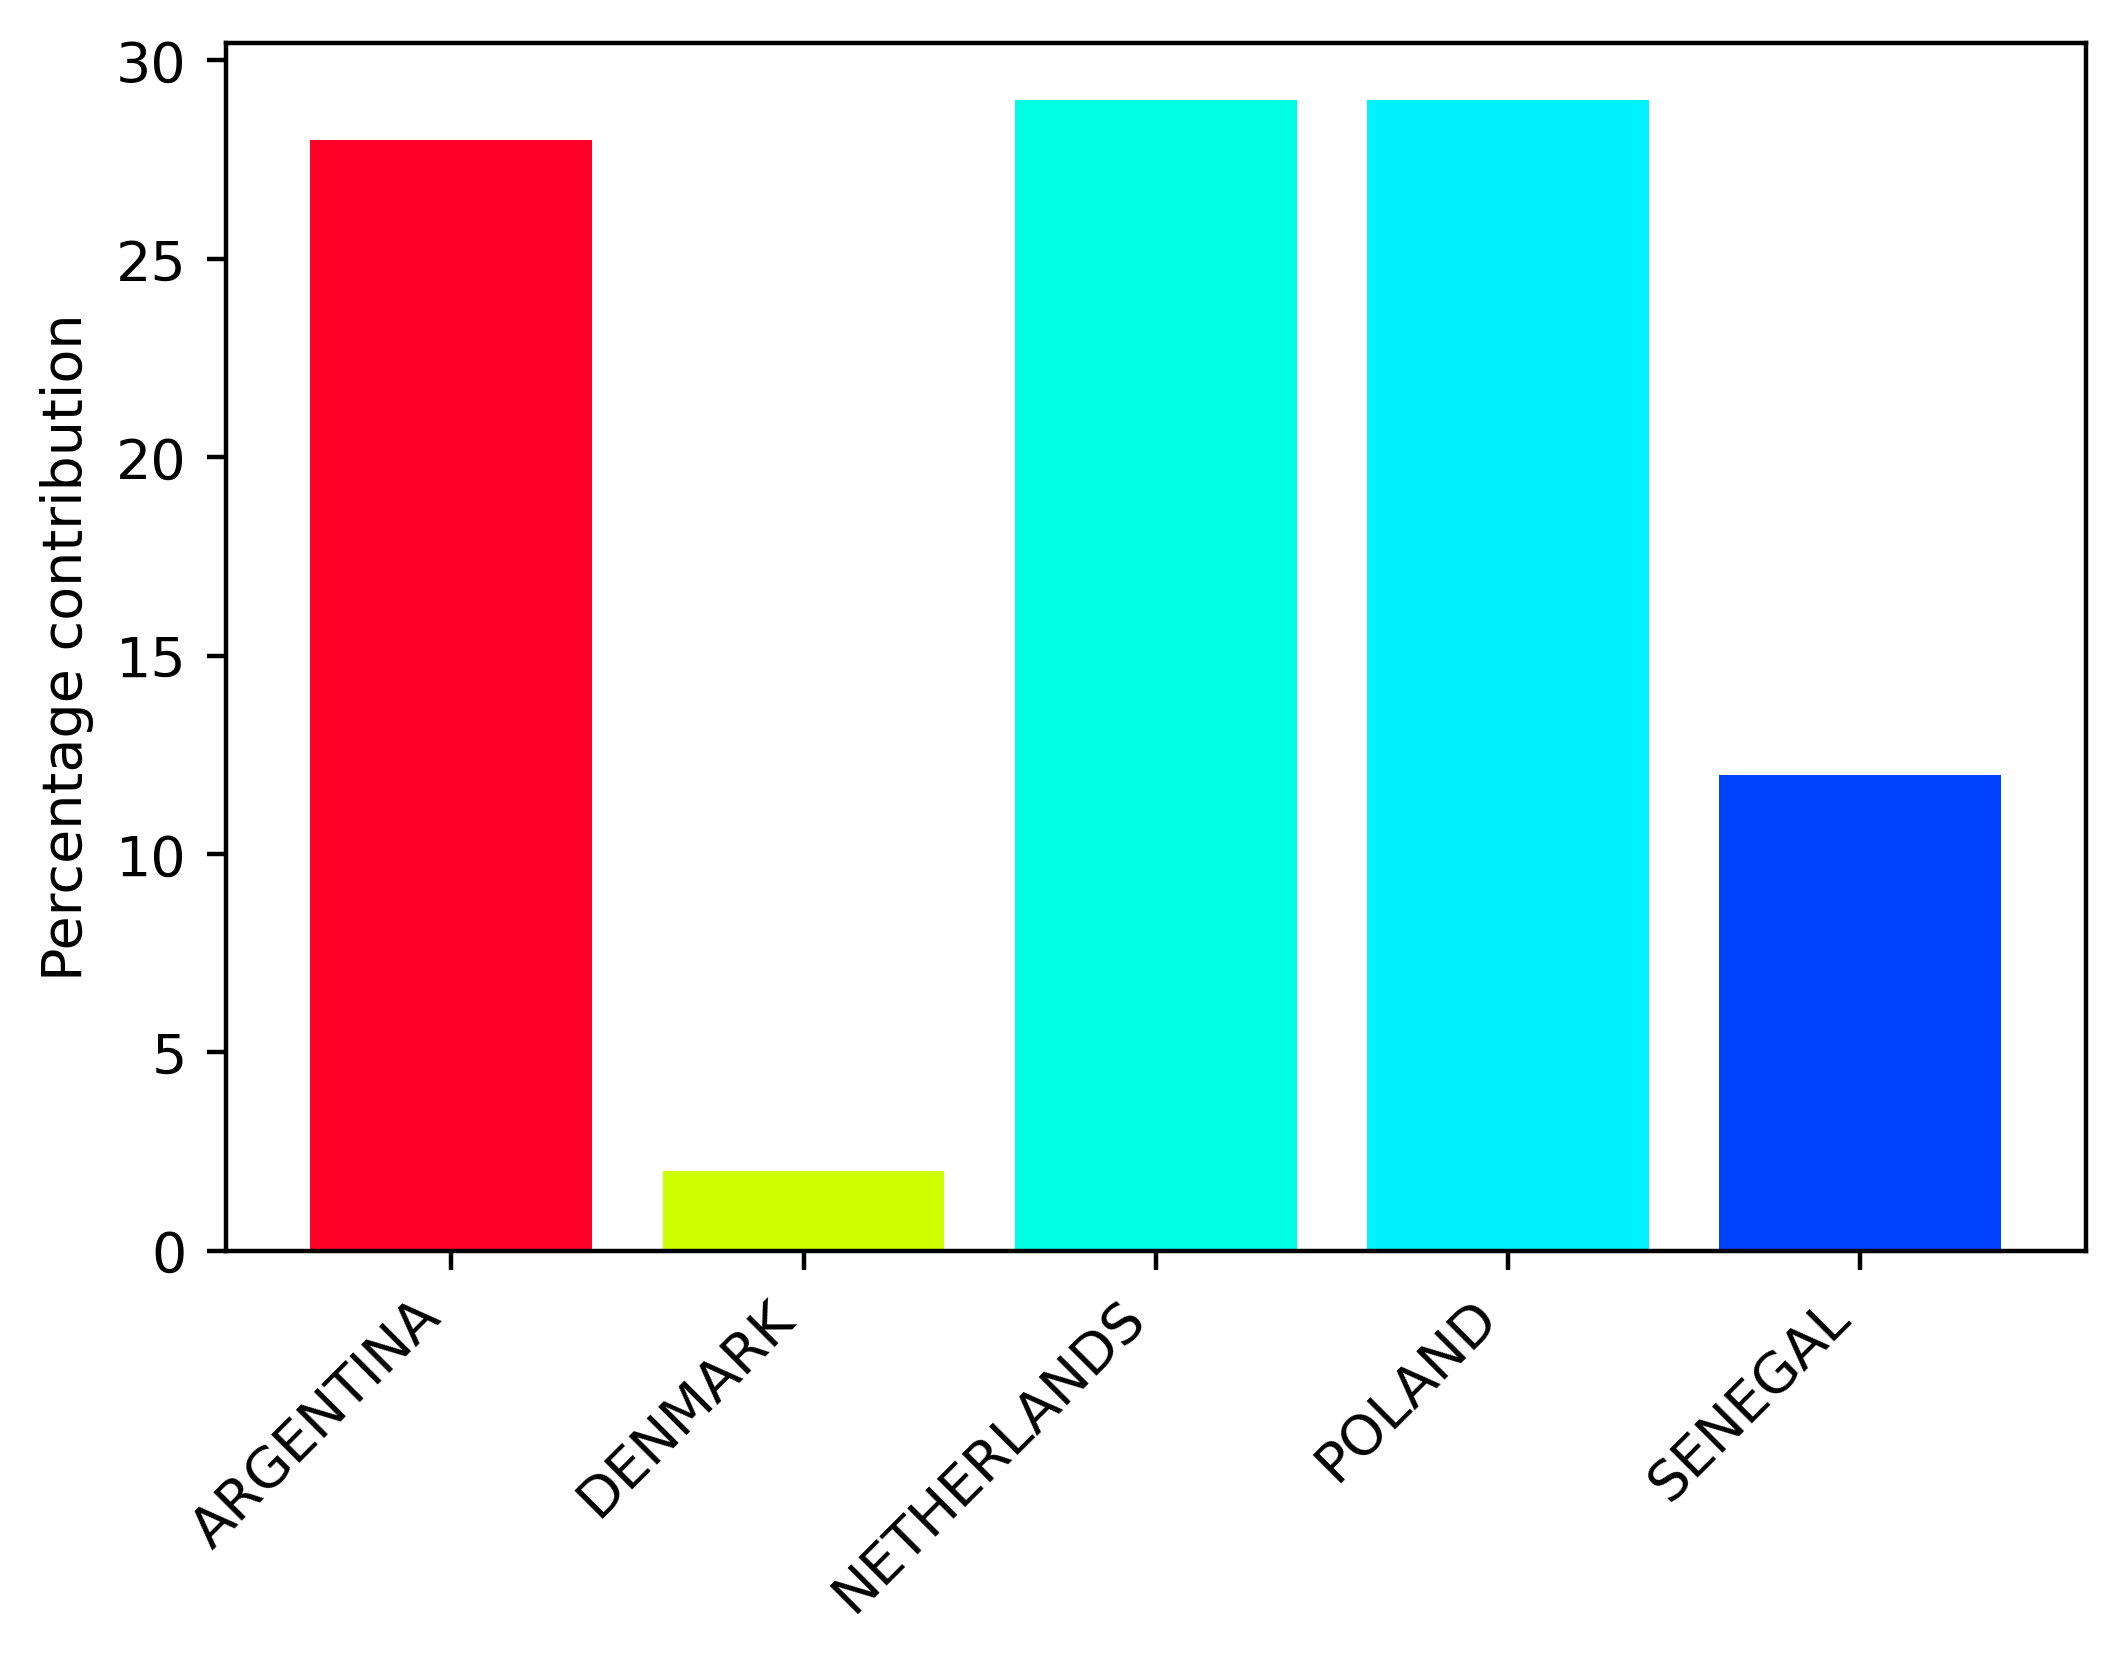 Percentage contribution
30
25
20
15
10
5
0
ARGENTINA
DENMARK
NETHERLANDS
POLAND
SENEGAL